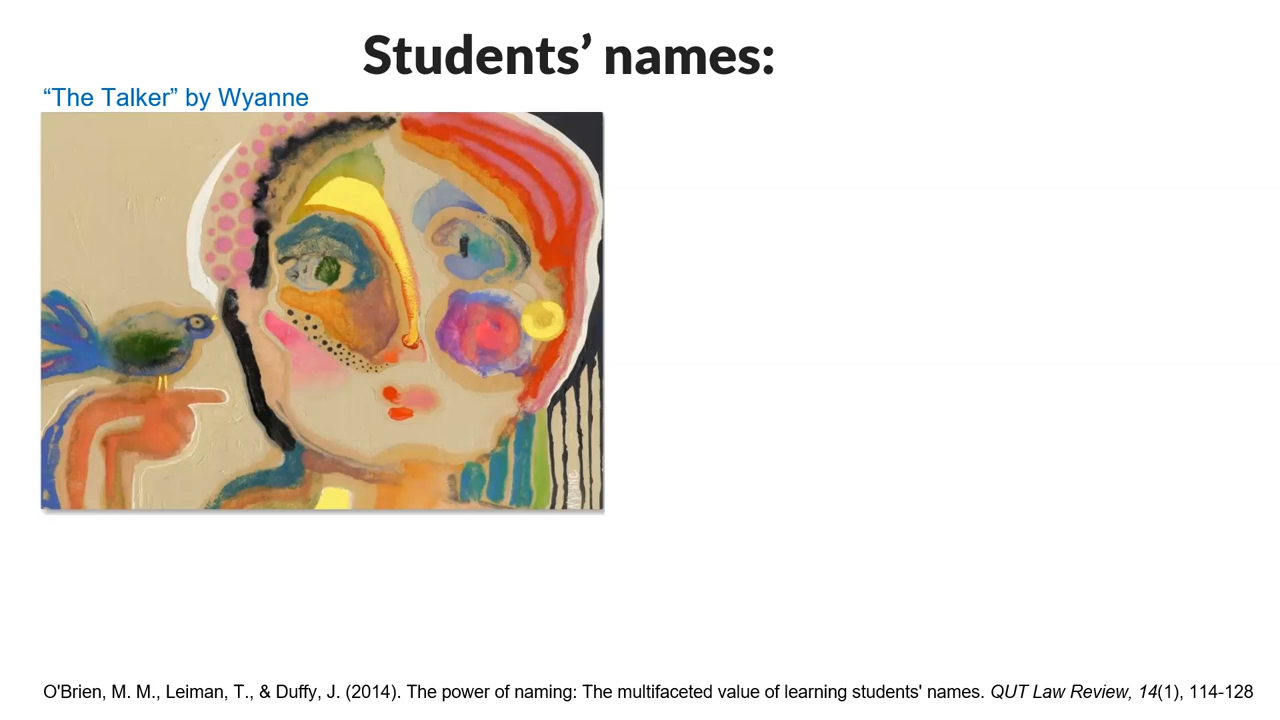 Students’ names:
“The Talker” by Wyanne
O'Brien, M. M., Leiman, T., & Duffy, J. (2014). The power of naming: The multifaceted value of learning students' names. QUT Law Review, 14(1), 114-128